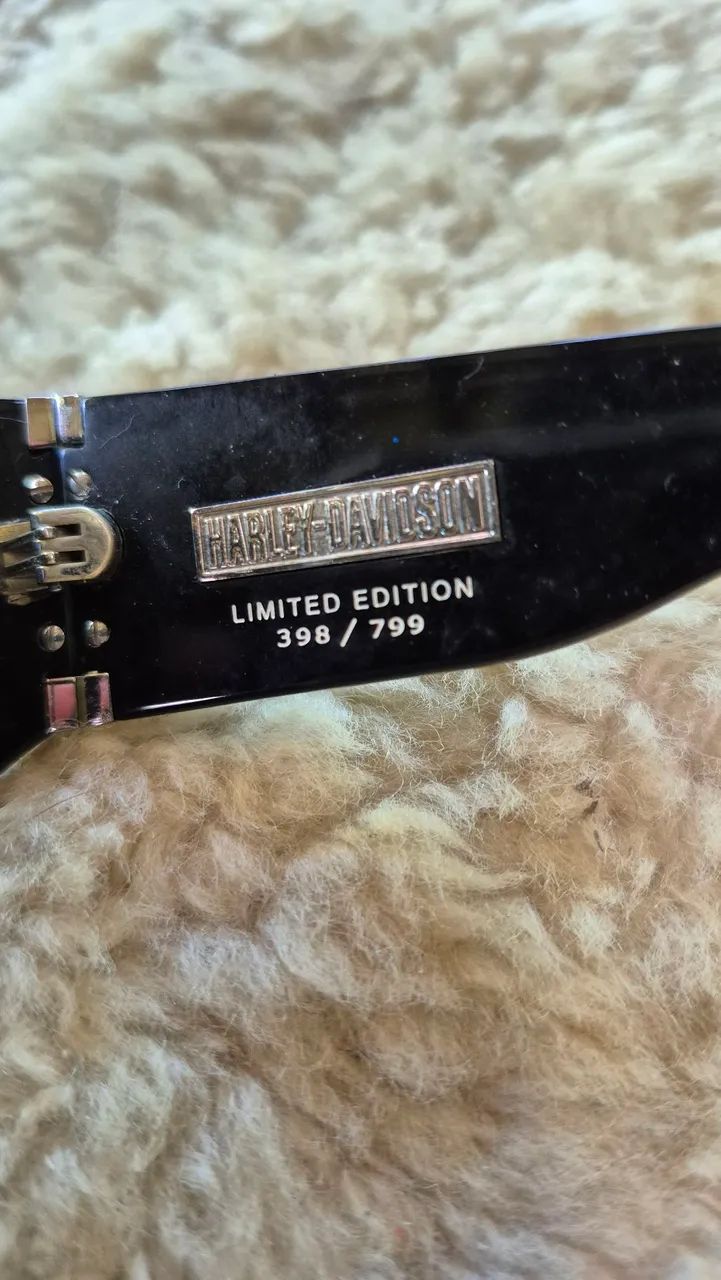 HARLEY-DAVIDSON
LIMITED EDITION
398 / 799